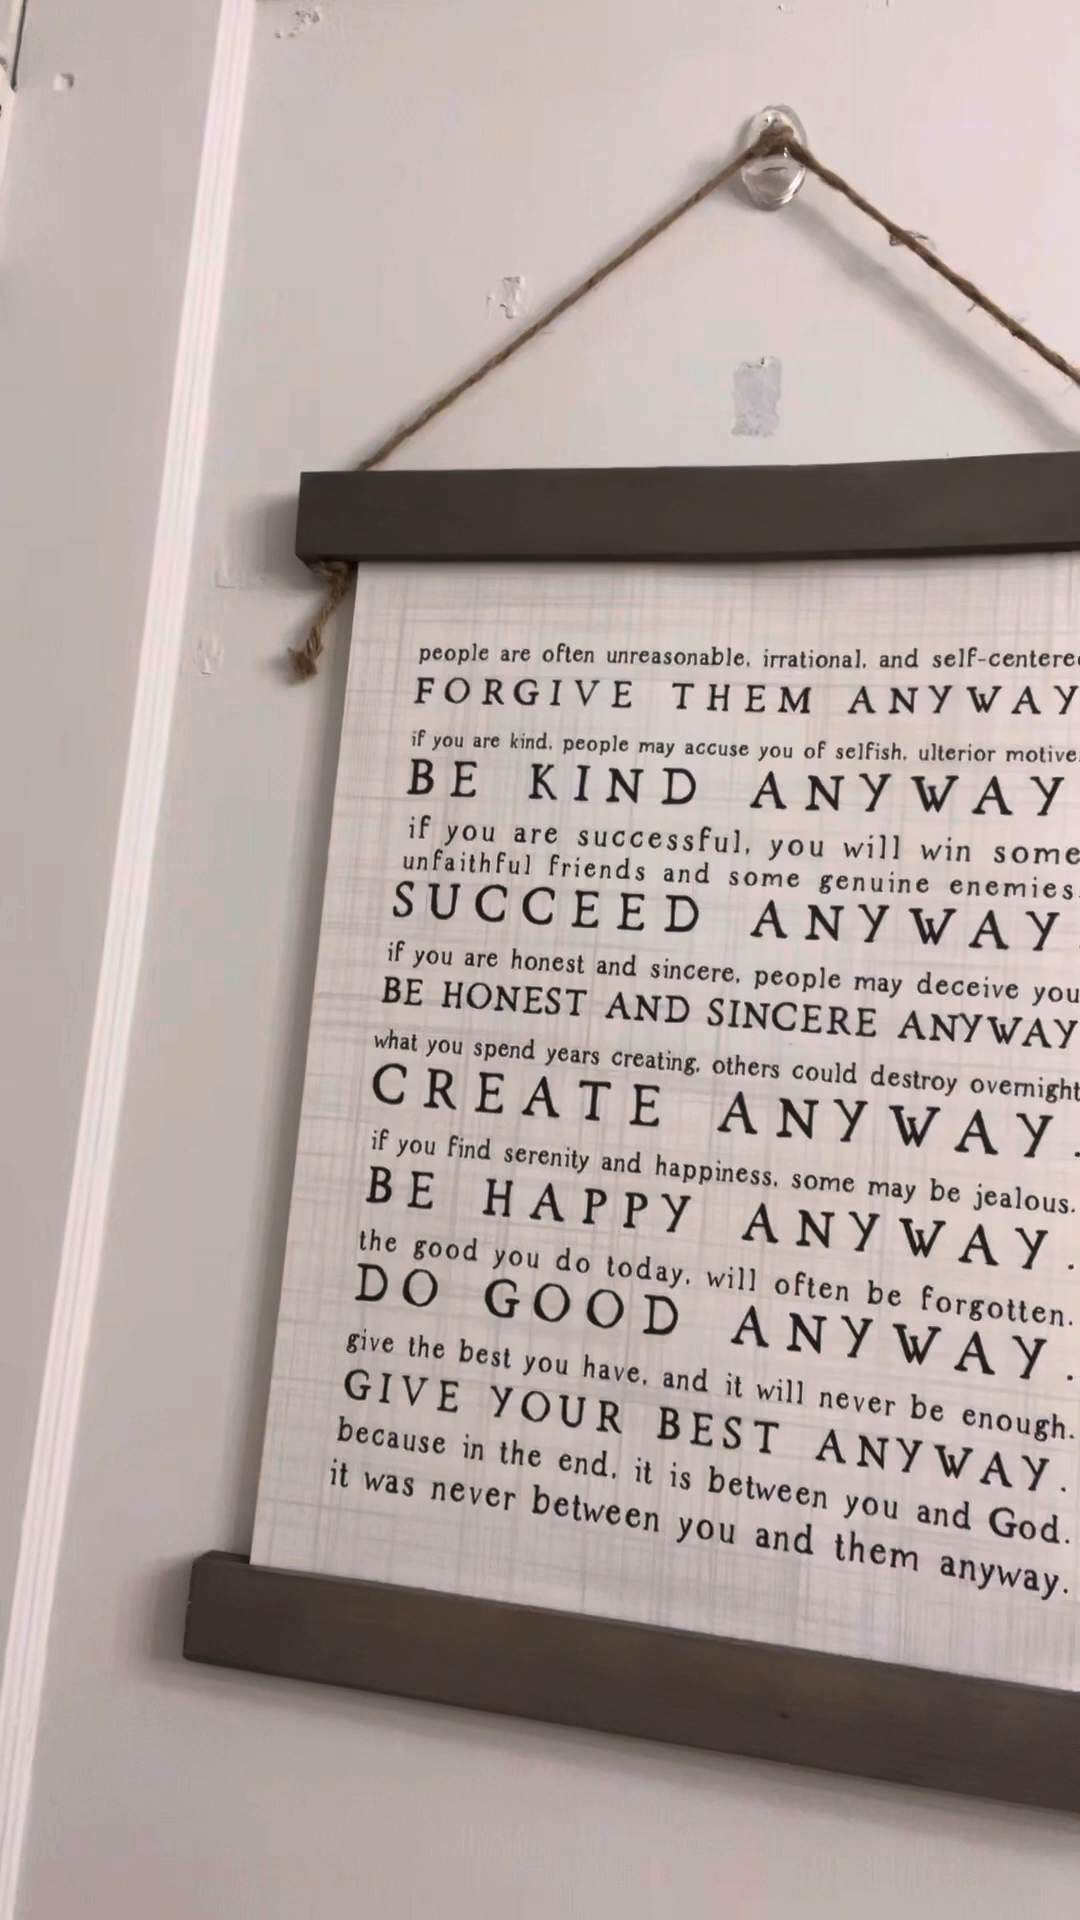 people are often unreasonable, irrational, and self-centered
FORGIVE THEM ANYWAY
if you are kind, people may accuse you of selfish, ulterior motives
BE KIND ANYWAY
if you are successful, you will win some
unfaithful friends and some genuine enemies.
SUCCEED ANYWAY.
if you are honest and sincere, people may deceive you
BE HONEST AND SINCERE ANYWAY
what you spend years creating, others could destroy overnight
CREATE ANYWAY.
if you find serenity and happiness, some may be jealous.
BE HAPPY ANYWAY.
the good you do today, will often be forgotten.
DO GOOD ANYWAY.
give the best you have, and it will never be enough.
GIVE YOUR BEST ANYWAY.
because in the end, it is between you and God.
it was never between you and them anyway.